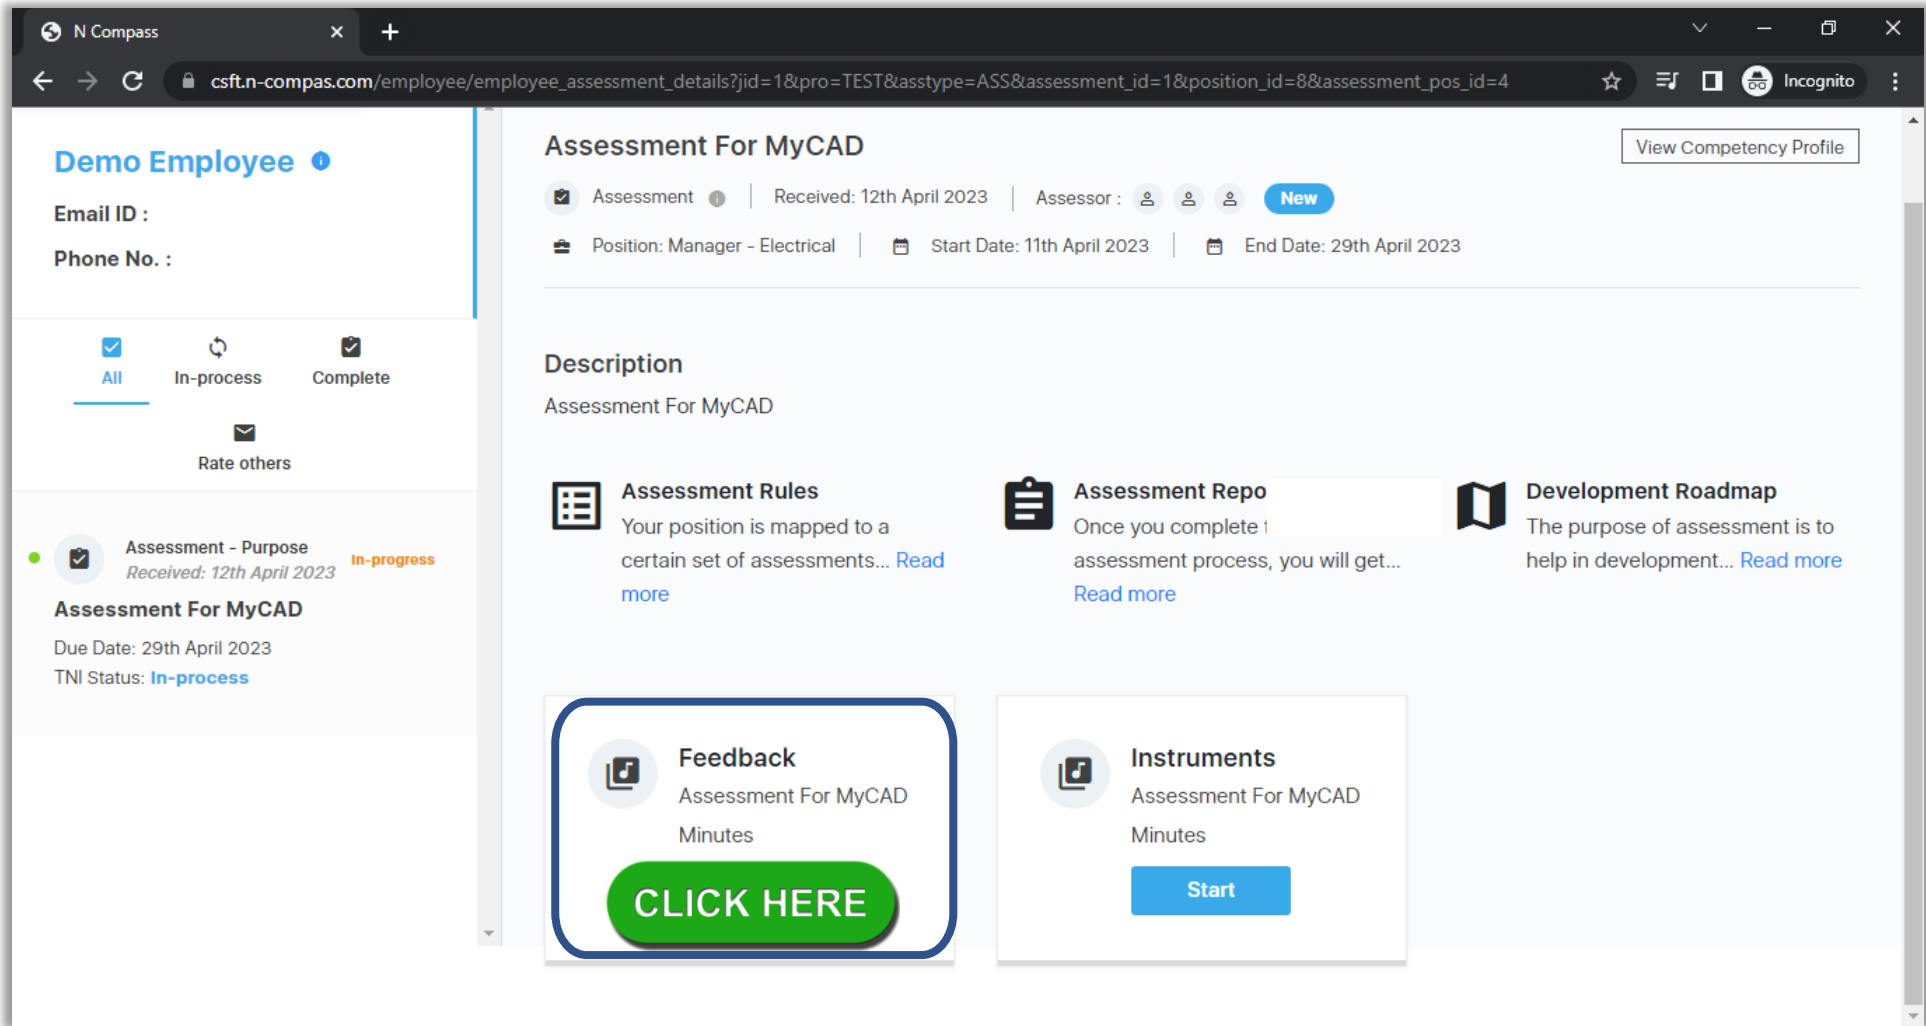 N Compass
csft.n-compas.com/employee/employee_assessment_details?jid=1&pro=TEST&asstype=ASS&assessment_id=1&position_id=8&assessment_pos_id=4
Incognito
Demo Employee
Email ID :
Phone No. :
All
In-process
Complete
Rate others
Assessment - Purpose
Received: 12th April 2023
In-progress
Assessment For MyCAD
Due Date: 29th April 2023
TNI Status: In-process
Assessment For MyCAD
View Competency Profile
Assessment
Received: 12th April 2023
Assessor :
New
Position: Manager - Electrical
Start Date: 11th April 2023
End Date: 29th April 2023
Description
Assessment For MyCAD
Assessment Rules
Your position is mapped to a
certain set of assessments... Read
more
Assessment Repo
Once you complete
assessment process, you will get...
Read more
Development Roadmap
The purpose of assessment is to
help in development... Read more
Feedback
Assessment For MyCAD
Minutes
CLICK HERE
Instruments
Assessment For MyCAD
Minutes
Start